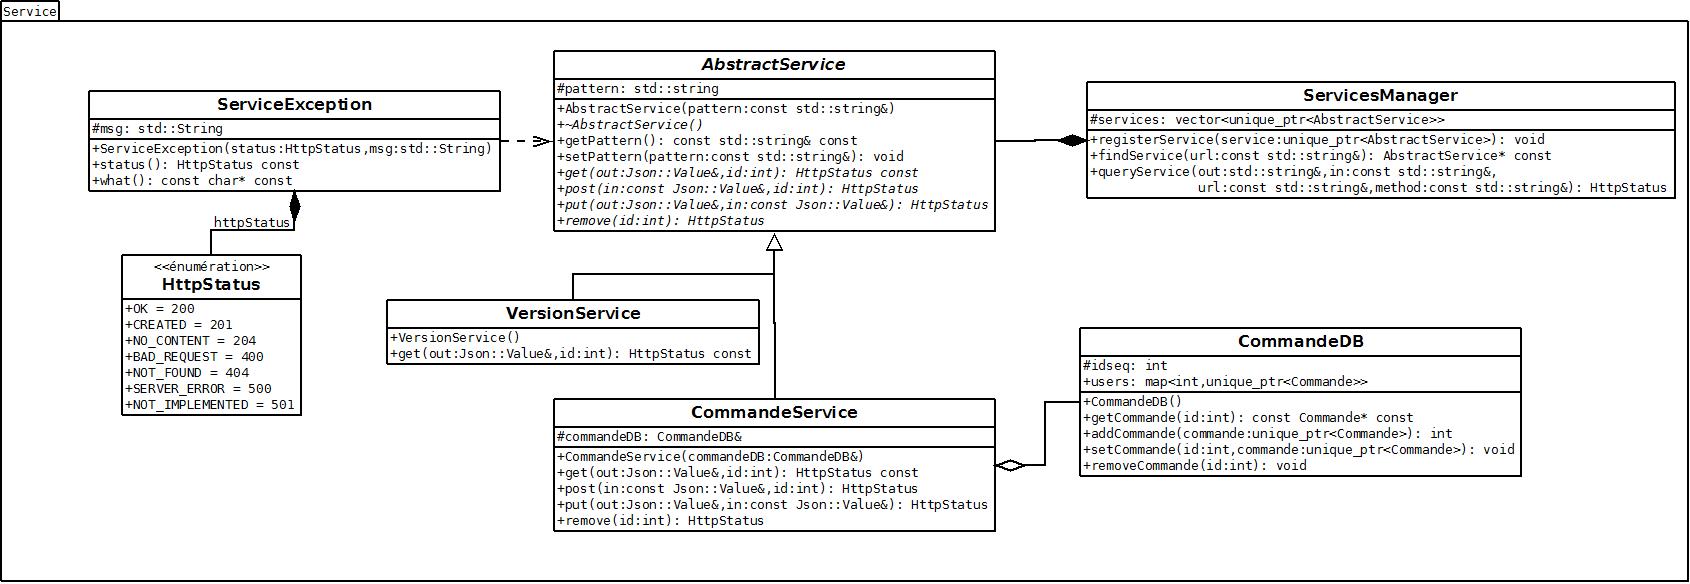 Service
AbstractService
#pattern: std::string
+AbstractService(pattern:const std::string&)
+~AbstractService()
+getPattern(): const std::string& const
+setPattern(pattern:const std::string&): void
+get(out:Json::Value&,id:int): HttpStatus const
+post(in:const Json::Value&,id:int): HttpStatus
+put(out:Json::Value&,in:const Json::Value&): HttpStatus
+remove(id:int): HttpStatus
ServicesManager
#services: vector<unique_ptr<AbstractService>>
+registerService(service:unique_ptr<AbstractService>): void
+findService(url:const std::string&): AbstractService* const
+queryService(out:std::string&,in:const std::string&,
url:const std::string&,method:const std::string&): HttpStatus
ServiceException
#msg: std::String
+ServiceException(status:HttpStatus,msg:std::String)
+status(): HttpStatus const
+what(): const char* const
httpStatus
<<énumération>>
HttpStatus
+OK = 200
+CREATED = 201
+NO_CONTENT = 204
+BAD_REQUEST = 400
+NOT_FOUND = 404
+SERVER_ERROR = 500
+NOT_IMPLEMENTED = 501
VersionService
+VersionService()
+get(out:Json::Value&,id:int): HttpStatus const
CommandeDB
#idseq: int
+users: map<int,unique_ptr<Commande>>
+CommandeDB()
+getCommande(id:int): const Commande* const
+addCommande(commande:unique_ptr<Commande>): int
+setCommande(id:int,commande:unique_ptr<Commande>): void
+removeCommande(id:int): void
CommandeService
#commandeDB: CommandeDB&
+CommandeService(commandeDB:CommandeDB&)
+get(out:Json::Value&,id:int): HttpStatus const
+post(in:const Json::Value&,id:int): HttpStatus
+put(out:Json::Value&,in:const Json::Value&): HttpStatus
+remove(id:int): HttpStatus